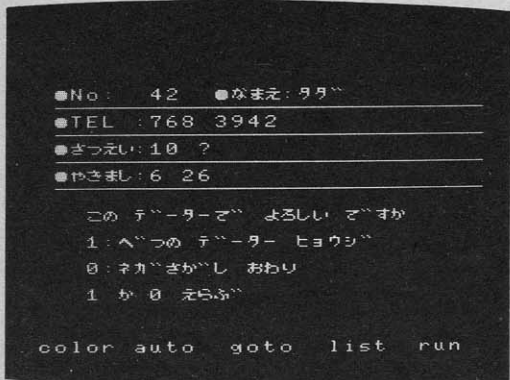 ●No: 42 ●なまえ:タダ
●TEL :768 3942
●さつえい:10 ?
●やきまし:6 26
この データーで よろしい ですか
1:べつの データー ヒョウジ
0:ネガさがし おわり
1 か 0 えらぶ
color auto goto list run